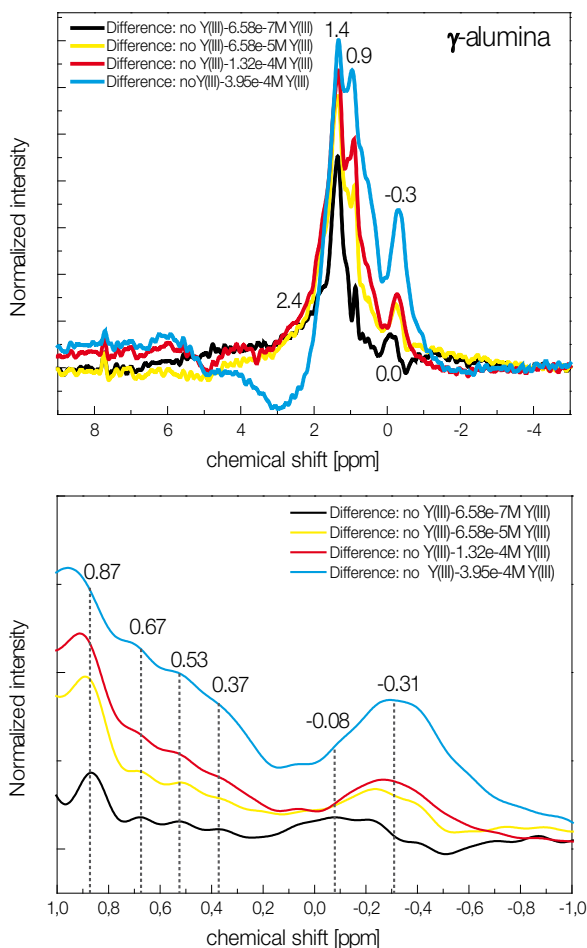 Difference: no Y(III)-6.58e-7M Y(III)
Difference: no Y(III)-6.58e-5M Y(III)
Difference: no Y(III)-1.32e-4M Y(III)
Difference: noY(III)-3.95e-4M Y(III)
1.4
0.9
γ-alumina
-0.3
2.4
0.0
Normalized intensity
8 6 4 2 0 -2 -4
chemical shift [ppm]
Difference: no Y(III)-6.58e-7M Y(III)
Difference: no Y(III)-6.58e-5M Y(III)
Difference: no Y(III)-1.32e-4M Y(III)
Difference: no Y(III)-3.95e-4M Y(III)
0.87
0.67
0.53
0.37
-0.08
-0.31
Normalized intensity
1,0 0,8 0,6 0,4 0,2 0,0 -0,2 -0,4 -0,6 -0,8 -1,0
chemical shift [ppm]